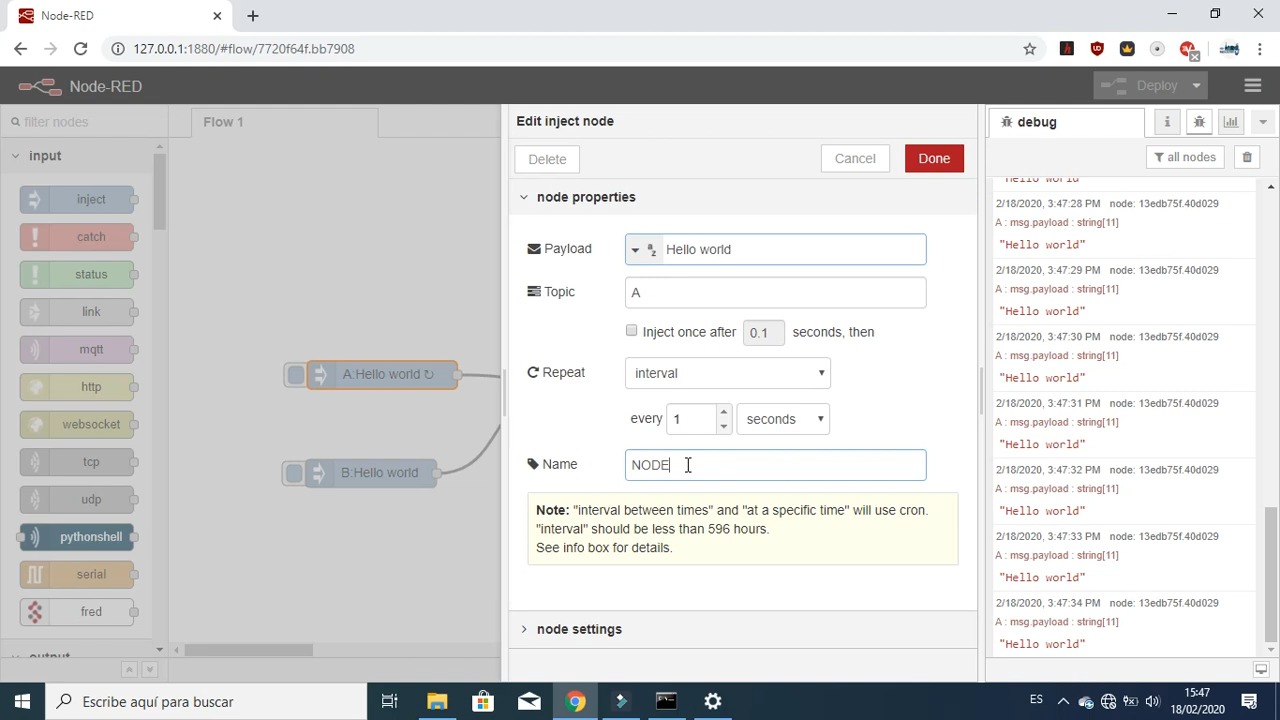 Node-RED
127.0.0.1:1880/#flow/7720f64f.bb7908
Node-RED
Deploy
filter nodes
Flow 1
input
inject
catch
status
link
mqtt
http
websocket
tcp
udp
pythonshell
serial
fred
output
A:Hello world ↻
B:Hello world
Edit inject node
Delete
Cancel
Done
node properties
Payload
Hello world
Topic
A
Inject once after 0.1 seconds, then
Repeat
interval
every 1 seconds
Name
NODE
Note: "interval between times" and "at a specific time" will use cron.
"interval" should be less than 596 hours.
See info box for details.
node settings
debug
all nodes
"Hello world"
2/18/2020, 3:47:28 PM node: 13edb75f.40d029
A : msg.payload : string[11]
"Hello world"
2/18/2020, 3:47:29 PM node: 13edb75f.40d029
A : msg.payload : string[11]
"Hello world"
2/18/2020, 3:47:30 PM node: 13edb75f.40d029
A : msg.payload : string[11]
"Hello world"
2/18/2020, 3:47:31 PM node: 13edb75f.40d029
A : msg.payload : string[11]
"Hello world"
2/18/2020, 3:47:32 PM node: 13edb75f.40d029
A : msg.payload : string[11]
"Hello world"
2/18/2020, 3:47:33 PM node: 13edb75f.40d029
A : msg.payload : string[11]
"Hello world"
2/18/2020, 3:47:34 PM node: 13edb75f.40d029
A : msg.payload : string[11]
"Hello world"
Escribe aquí para buscar
ES
15:47
18/02/2020